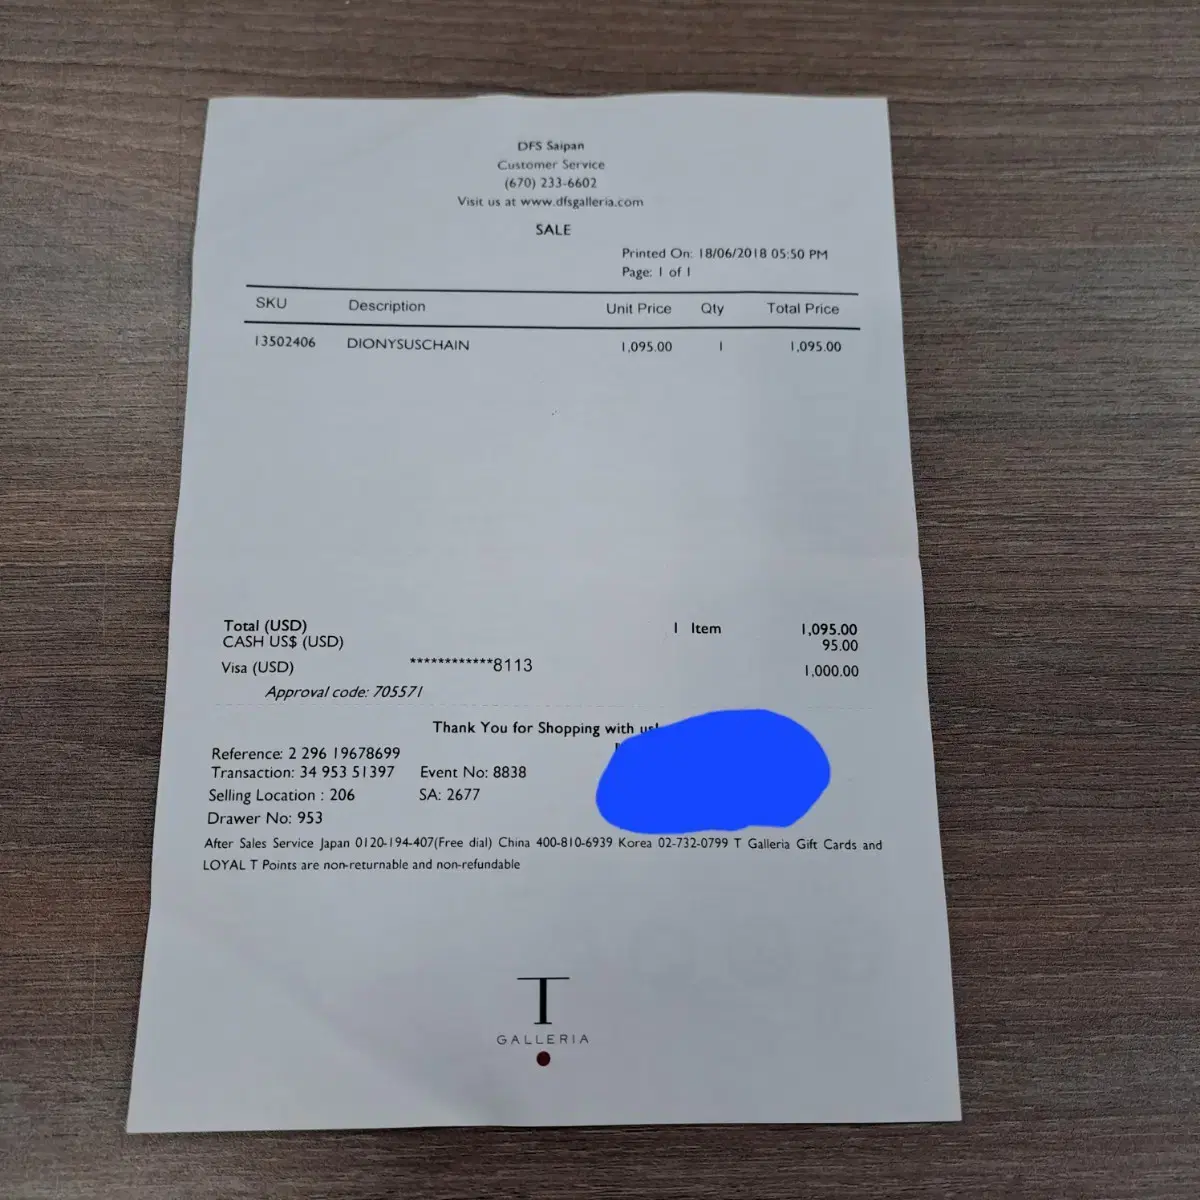 DFS Saipan
Customer Service
(670) 233-6602
Visit us at www.dfsgalleria.com
SALE
Printed On: 18/06/2018 05:50 PM
Page: 1 of 1
SKU Description Unit Price Qty Total Price
13502406 DIONYSUSCHAIN 1,095.00 1 1,095.00
Total (USD) 1 Item 1,095.00
CASH US$ (USD) 95.00
Visa (USD) ************8113 1,000.00
Approval code: 705571
Thank You for Shopping with us!
Reference: 2 296 19678699
Transaction: 34 953 51397 Event No: 8838
Selling Location : 206 SA: 2677
Drawer No: 953
After Sales Service Japan 0120-194-407(Free dial) China 400-810-6939 Korea 02-732-0799 T Galleria Gift Cards and
LOYAL T Points are non-returnable and non-refundable
T
GALLERIA